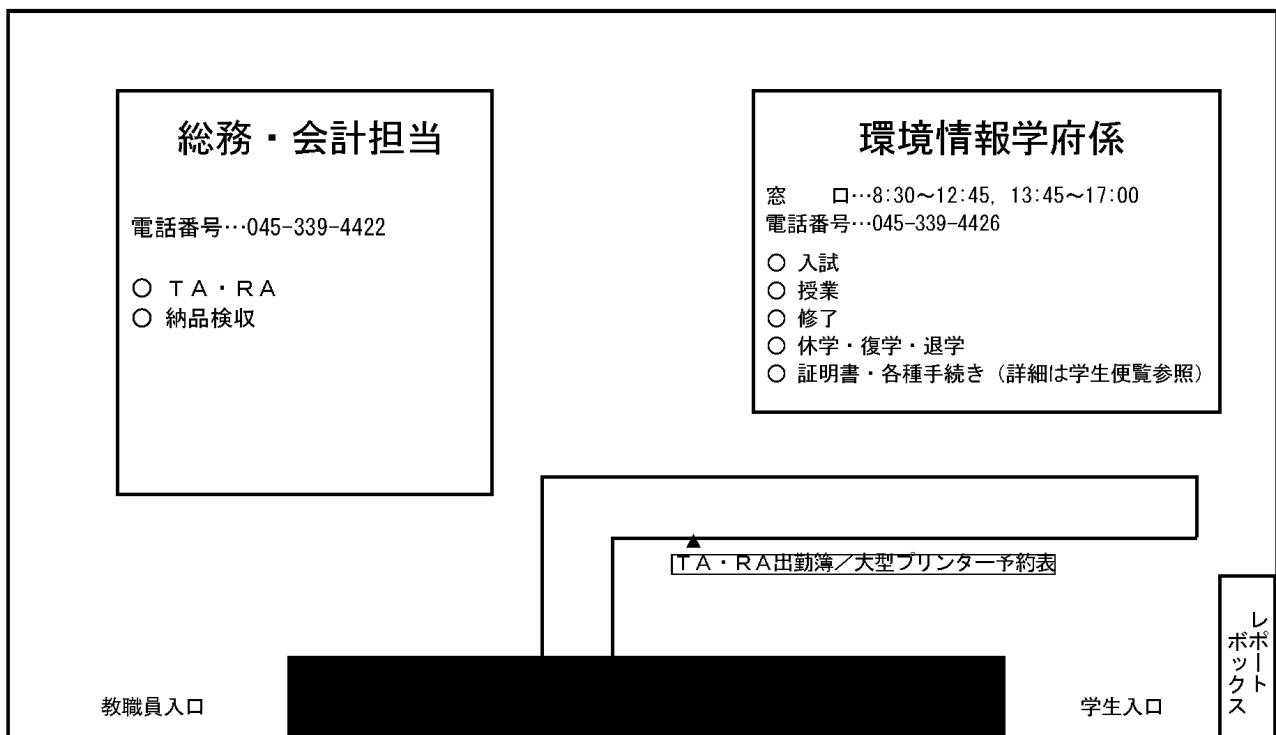 総務・会計担当
電話番号…045-339-4422
○ ＴＡ・ＲＡ
○ 納品検収
環境情報学府係
窓　　口…8:30～12:45, 13:45～17:00
電話番号…045-339-4426
○ 入試
○ 授業
○ 修了
○ 休学・復学・退学
○ 証明書・各種手続き（詳細は学生便覧参照）
▲
ＴＡ・ＲＡ出勤簿／大型プリンター予約表
教職員入口
学生入口
レポート
ボックス